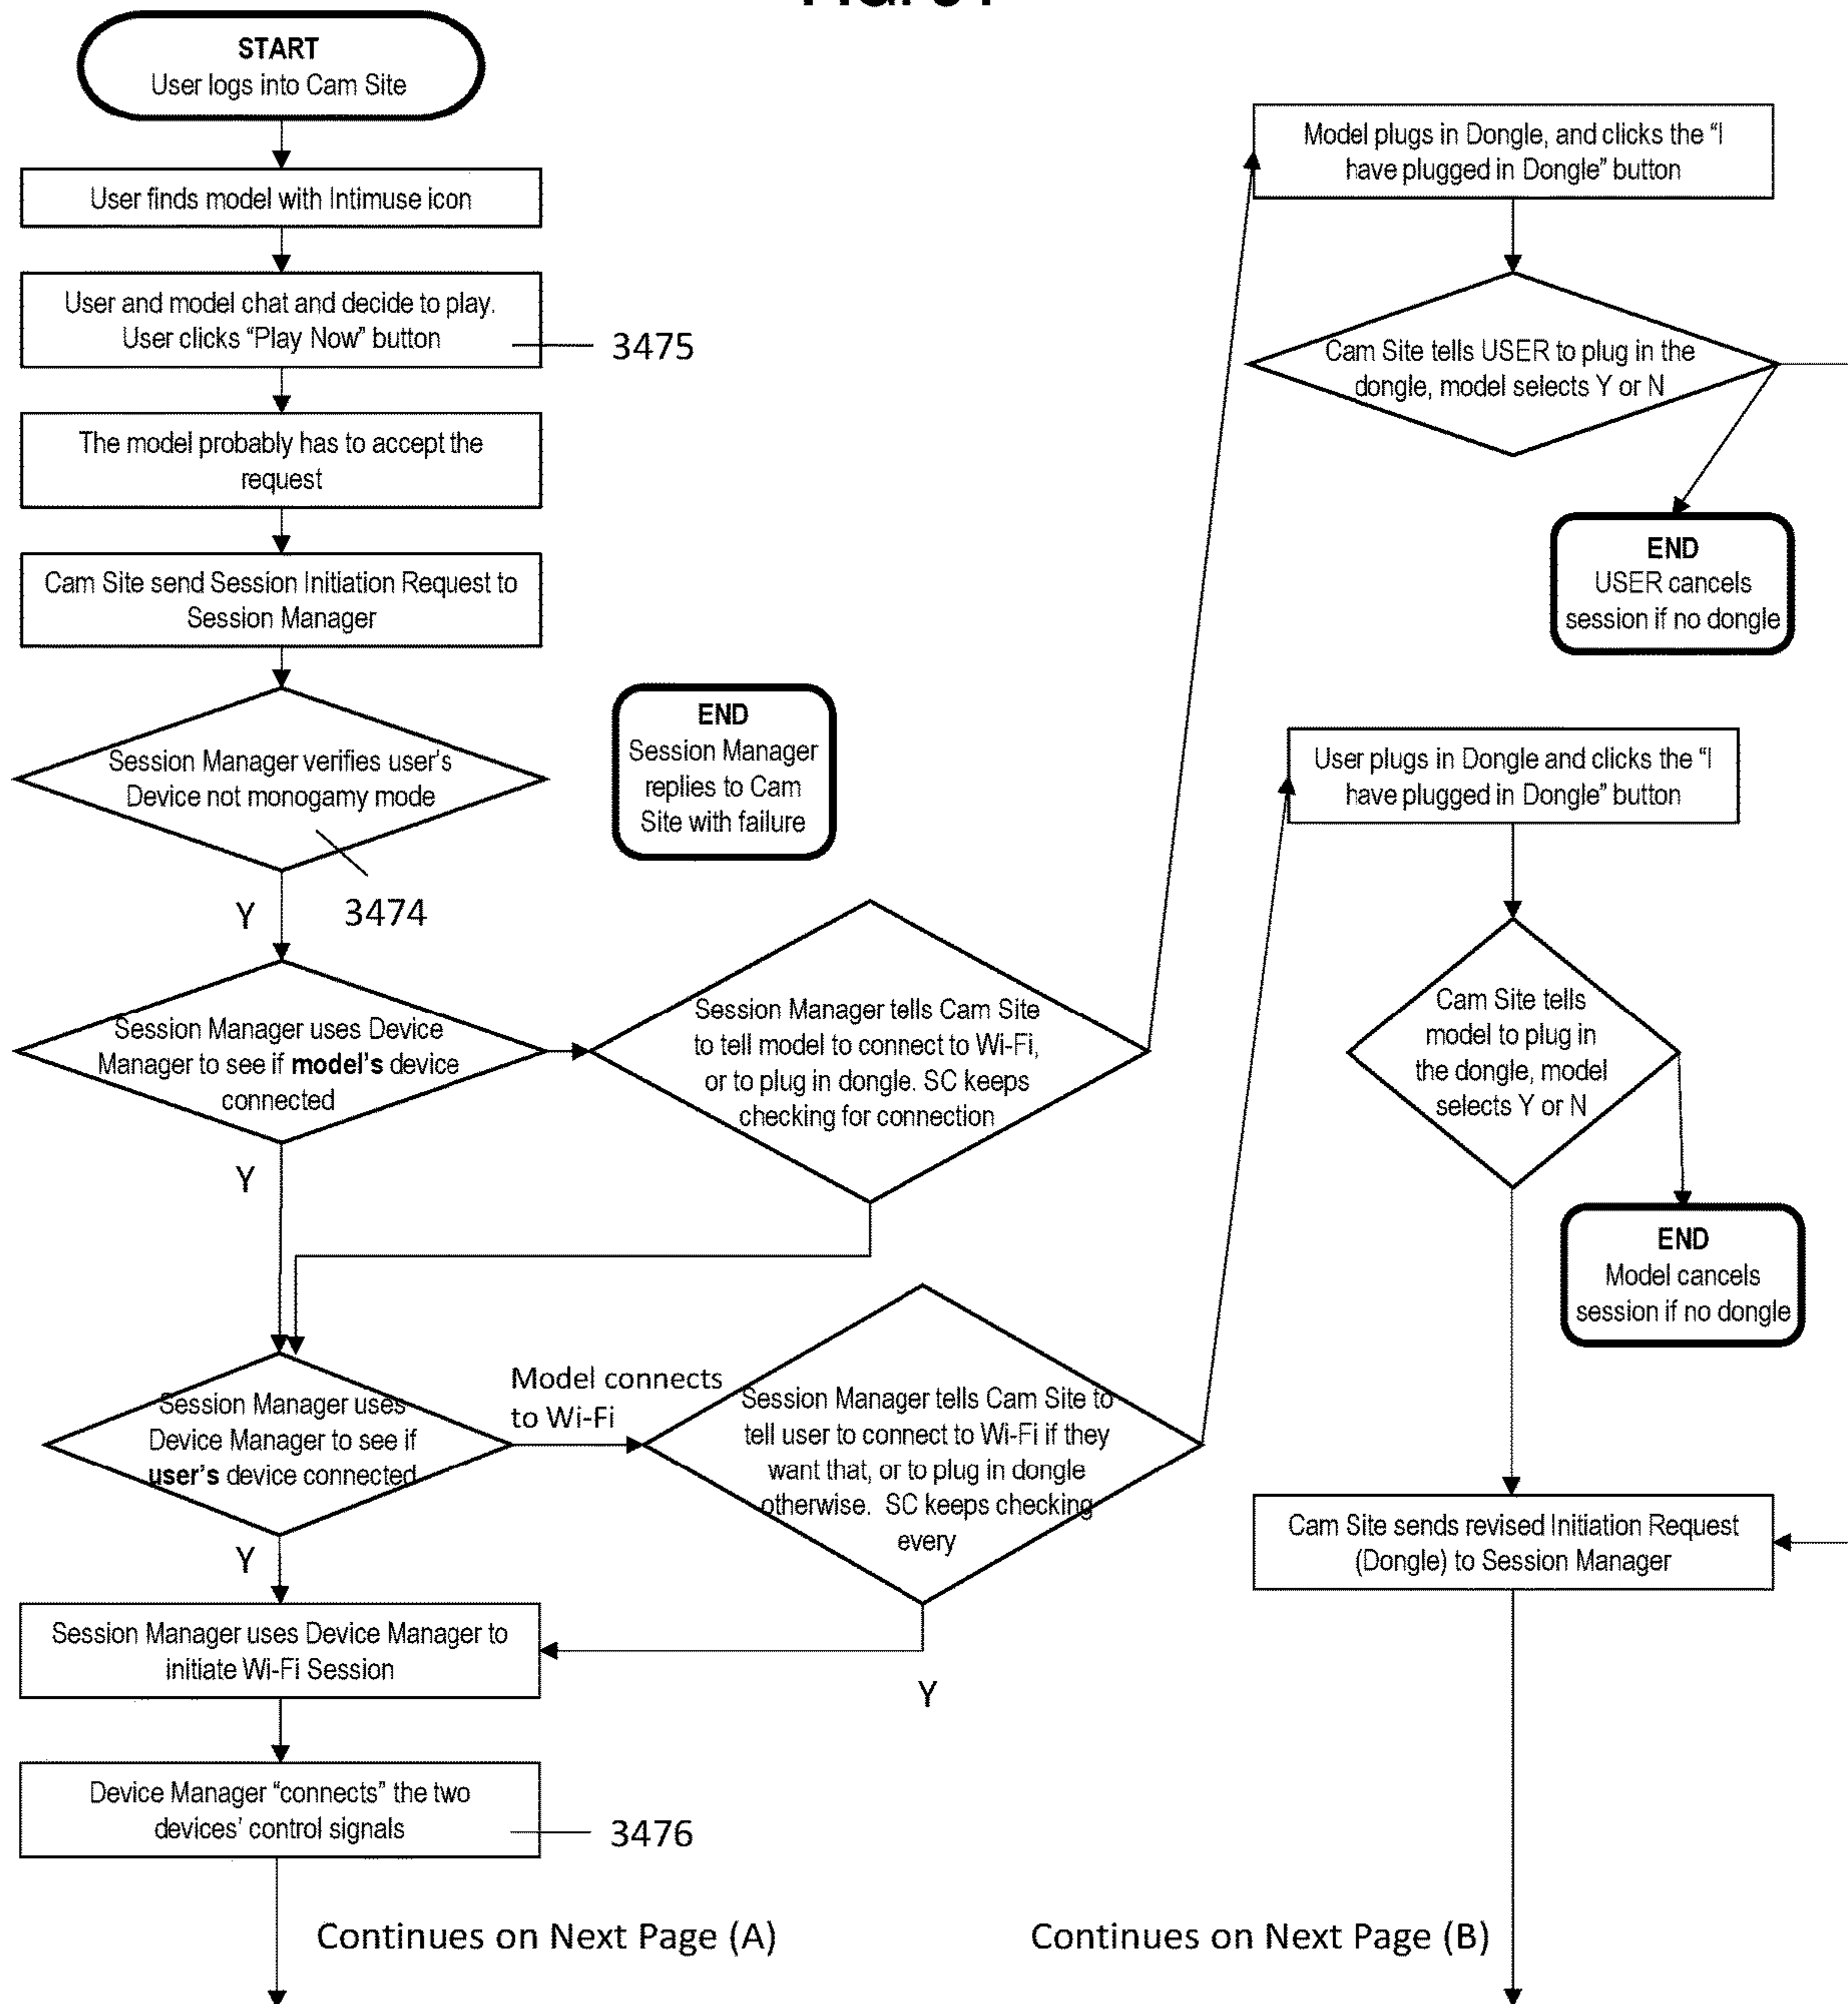 START
User logs into Cam Site
User finds model with Intimuse icon
User and model chat and decide to play.
User clicks “Play Now” button
3475
The model probably has to accept the
request
Cam Site send Session Initiation Request to
Session Manager
Session Manager verifies user’s
Device not monogamy mode
3474
Y
END
Session Manager
replies to Cam
Site with failure
Session Manager uses Device
Manager to see if model’s device
connected
Y
Session Manager tells Cam Site
to tell model to connect to Wi-Fi,
or to plug in dongle. SC keeps
checking for connection
Session Manager uses
Device Manager to see if
user’s device connected
Y
Model connects
to Wi-Fi
Session Manager tells Cam Site to
tell user to connect to Wi-Fi if they
want that, or to plug in dongle
otherwise. SC keeps checking
every
Y
Session Manager uses Device Manager to
initiate Wi-Fi Session
Device Manager “connects” the two
devices’ control signals
3476
Continues on Next Page (A)
Model plugs in Dongle, and clicks the “I
have plugged in Dongle” button
Cam Site tells USER to plug in the
dongle, model selects Y or N
END
USER cancels
session if no dongle
User plugs in Dongle and clicks the “I
have plugged in Dongle” button
Cam Site tells
model to plug in
the dongle, model
selects Y or N
END
Model cancels
session if no dongle
Cam Site sends revised Initiation Request
(Dongle) to Session Manager
Continues on Next Page (B)